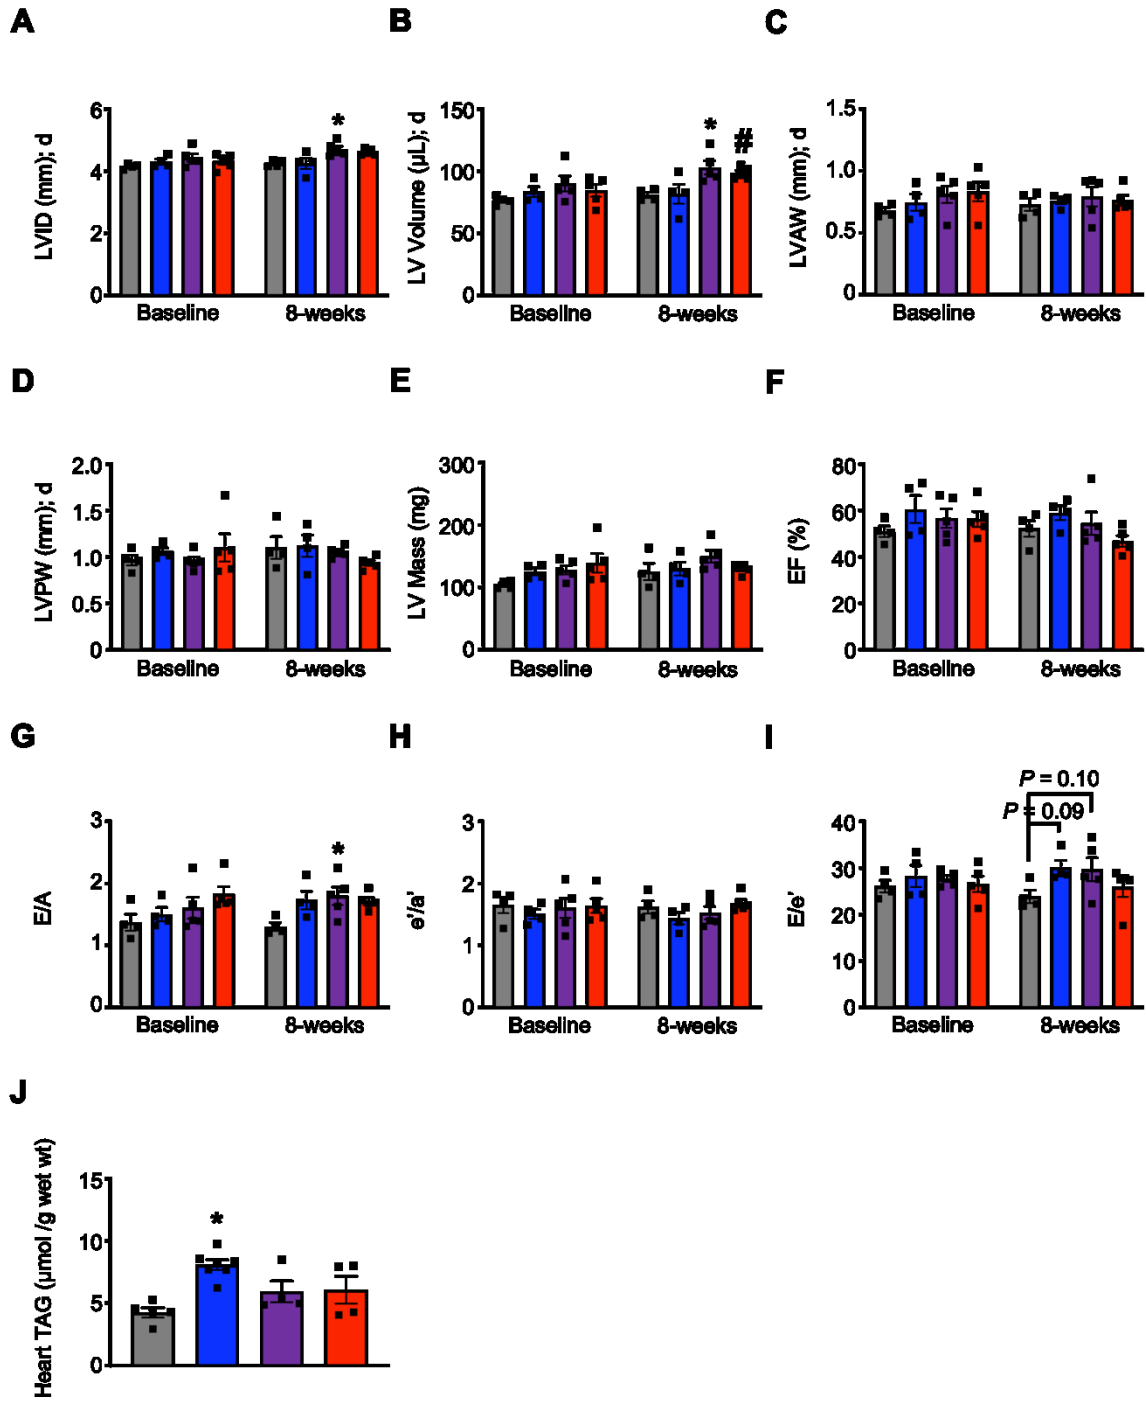 A
B
C
LVID (mm); d
6
4
2
0
*
Baseline
8-weeks
LV Volume (μL); d
150
100
50
0
*
#
Baseline
8-weeks
LVAW (mm); d
1.5
1.0
0.5
0
Baseline
8-weeks
D
E
F
LVPW (mm); d
2.0
1.5
1.0
0.5
0
Baseline
8-weeks
LV Mass (mg)
300
200
100
0
Baseline
8-weeks
EF (%)
80
60
40
20
0
Baseline
8-weeks
G
H
I
E/A
3
2
1
0
*
Baseline
8-weeks
e'/a'
3
2
1
0
Baseline
8-weeks
E/e'
40
30
20
10
0
P = 0.10
P = 0.09
Baseline
8-weeks
J
Heart TAG (μmol /g wet wt)
15
10
5
0
*